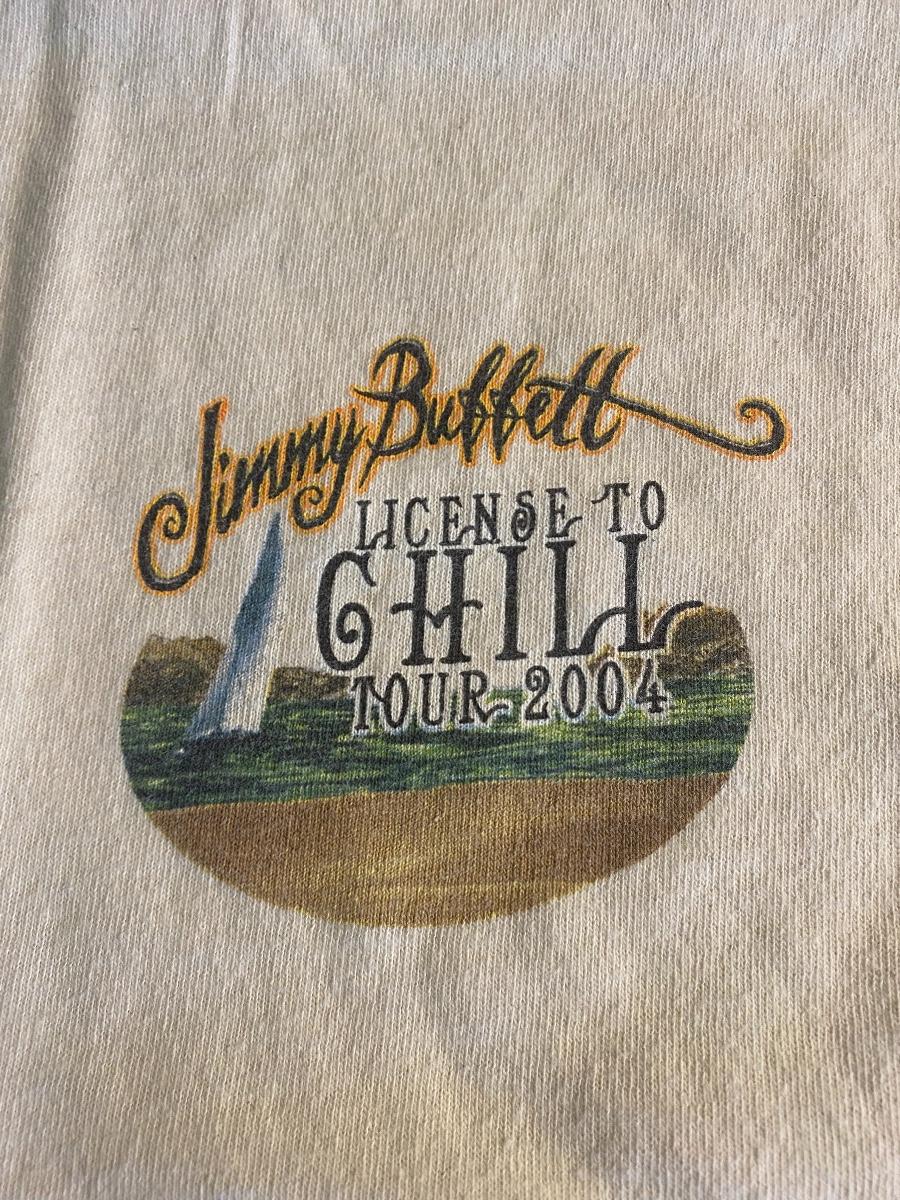 Jimmy Buffett
LICENSE TO
CHILL
TOUR 2004